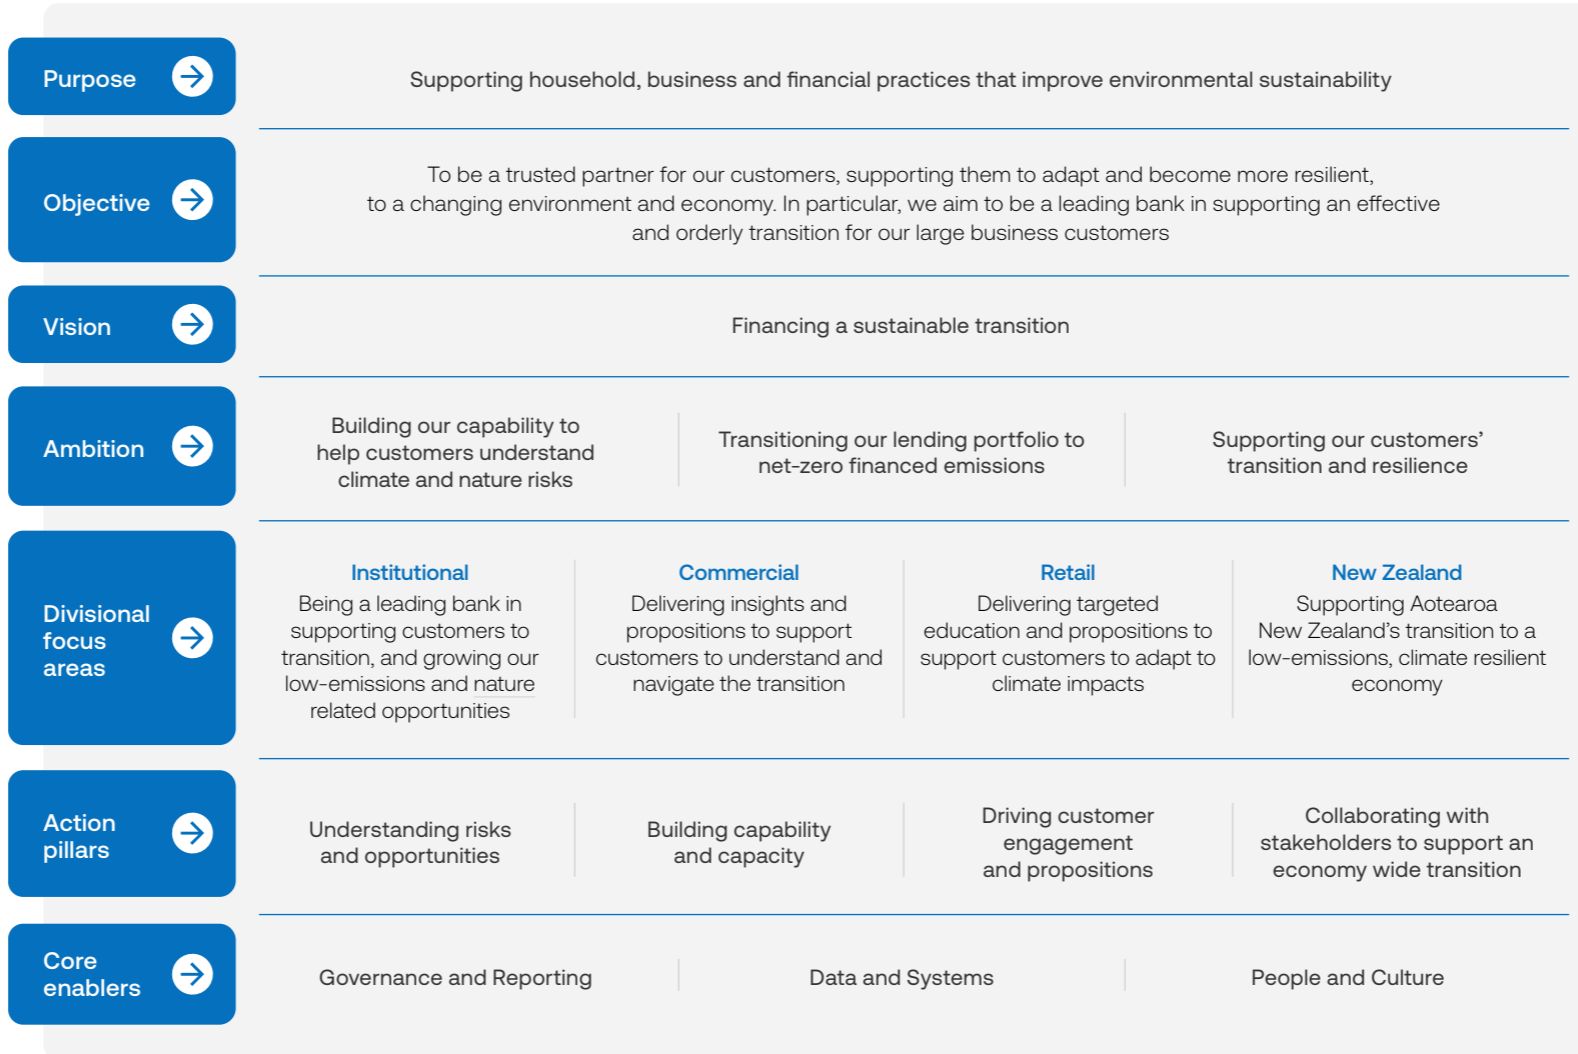 Purpose
Supporting household, business and financial practices that improve environmental sustainability
Objective
To be a trusted partner for our customers, supporting them to adapt and become more resilient,
to a changing environment and economy. In particular, we aim to be a leading bank in supporting an effective
and orderly transition for our large business customers
Vision
Financing a sustainable transition
Ambition
Building our capability to
help customers understand
climate and nature risks
Transitioning our lending portfolio to
net-zero financed emissions
Supporting our customers’
transition and resilience
Divisional
focus
areas
Institutional
Being a leading bank in
supporting customers to
transition, and growing our
low-emissions and nature
related opportunities
Commercial
Delivering insights and
propositions to support
customers to understand and
navigate the transition
Retail
Delivering targeted
education and propositions to
support customers to adapt to
climate impacts
New Zealand
Supporting Aotearoa
New Zealand’s transition to a
low-emissions, climate resilient
economy
Action
pillars
Understanding risks
and opportunities
Building capability
and capacity
Driving customer
engagement
and propositions
Collaborating with
stakeholders to support an
economy wide transition
Core
enablers
Governance and Reporting
Data and Systems
People and Culture